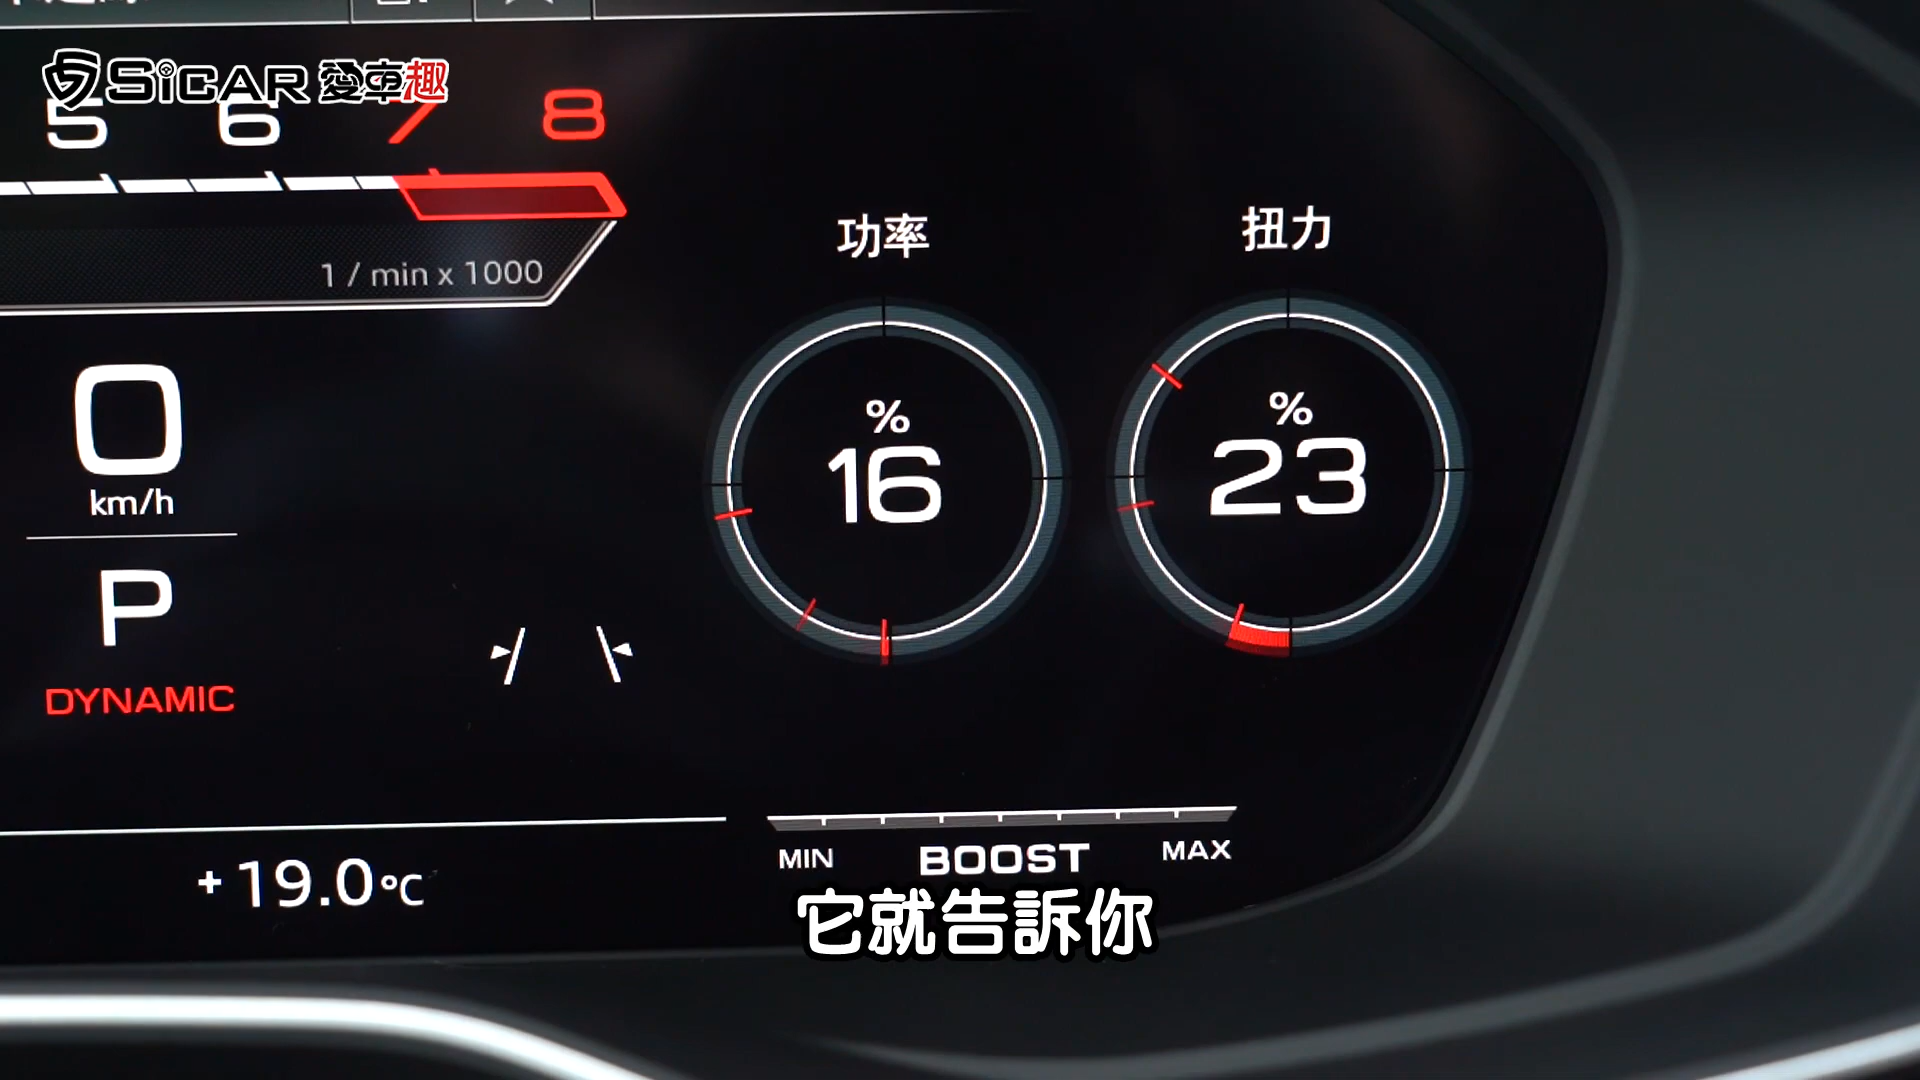 SiCAR 愛車趣
5 6 7 8
1 / min x 1000
功率
扭力
%
16
%
23
0
km/h
P
DYNAMIC
MIN BOOST MAX
+19.0°C
它就告訴你